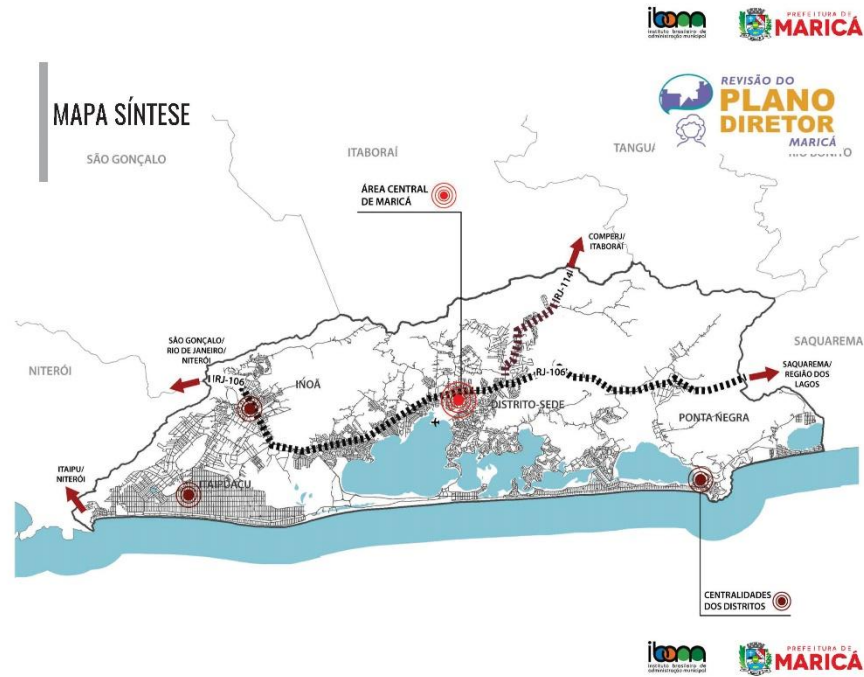 ibam
instituto brasileiro de
administração municipal
PREFEITURA DE
MARICÁ
MAPA SÍNTESE
REVISÃO DO
PLANO
DIRETOR
MARICÁ
SÃO GONÇALO
ITABORAÍ
TANGUÁ
RIO BONITO
ÁREA CENTRAL
DE MARICÁ
COMPERJ/
ITABORAÍ
RJ-114
SÃO GONÇALO/
RIO DE JANEIRO/
NITERÓI
NITERÓI
RJ-106
INOÃ
RJ-106
SAQUAREMA
SAQUAREMA/
REGIÃO DOS
LAGOS
DISTRITO-SEDE
PONTA NEGRA
ITAIPU/
NITERÓI
ITAIPUAÇU
CENTRALIDADES
DOS DISTRITOS
ibam
instituto brasileiro de
administração municipal
PREFEITURA DE
MARICÁ